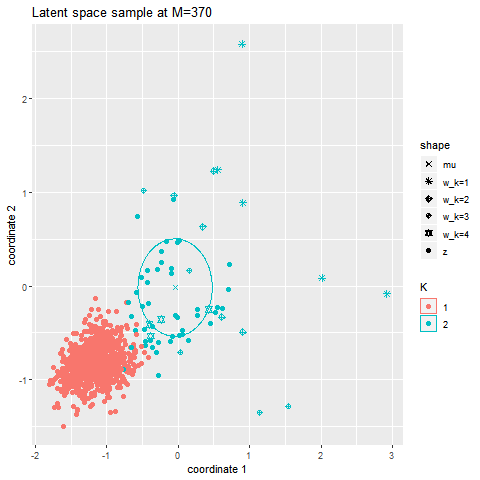 Latent space sample at M=370
coordinate 2
2
1
0
-1
-2
-1
0
1
2
3
coordinate 1
shape
mu
w_k=1
w_k=2
w_k=3
w_k=4
z
K
1
2